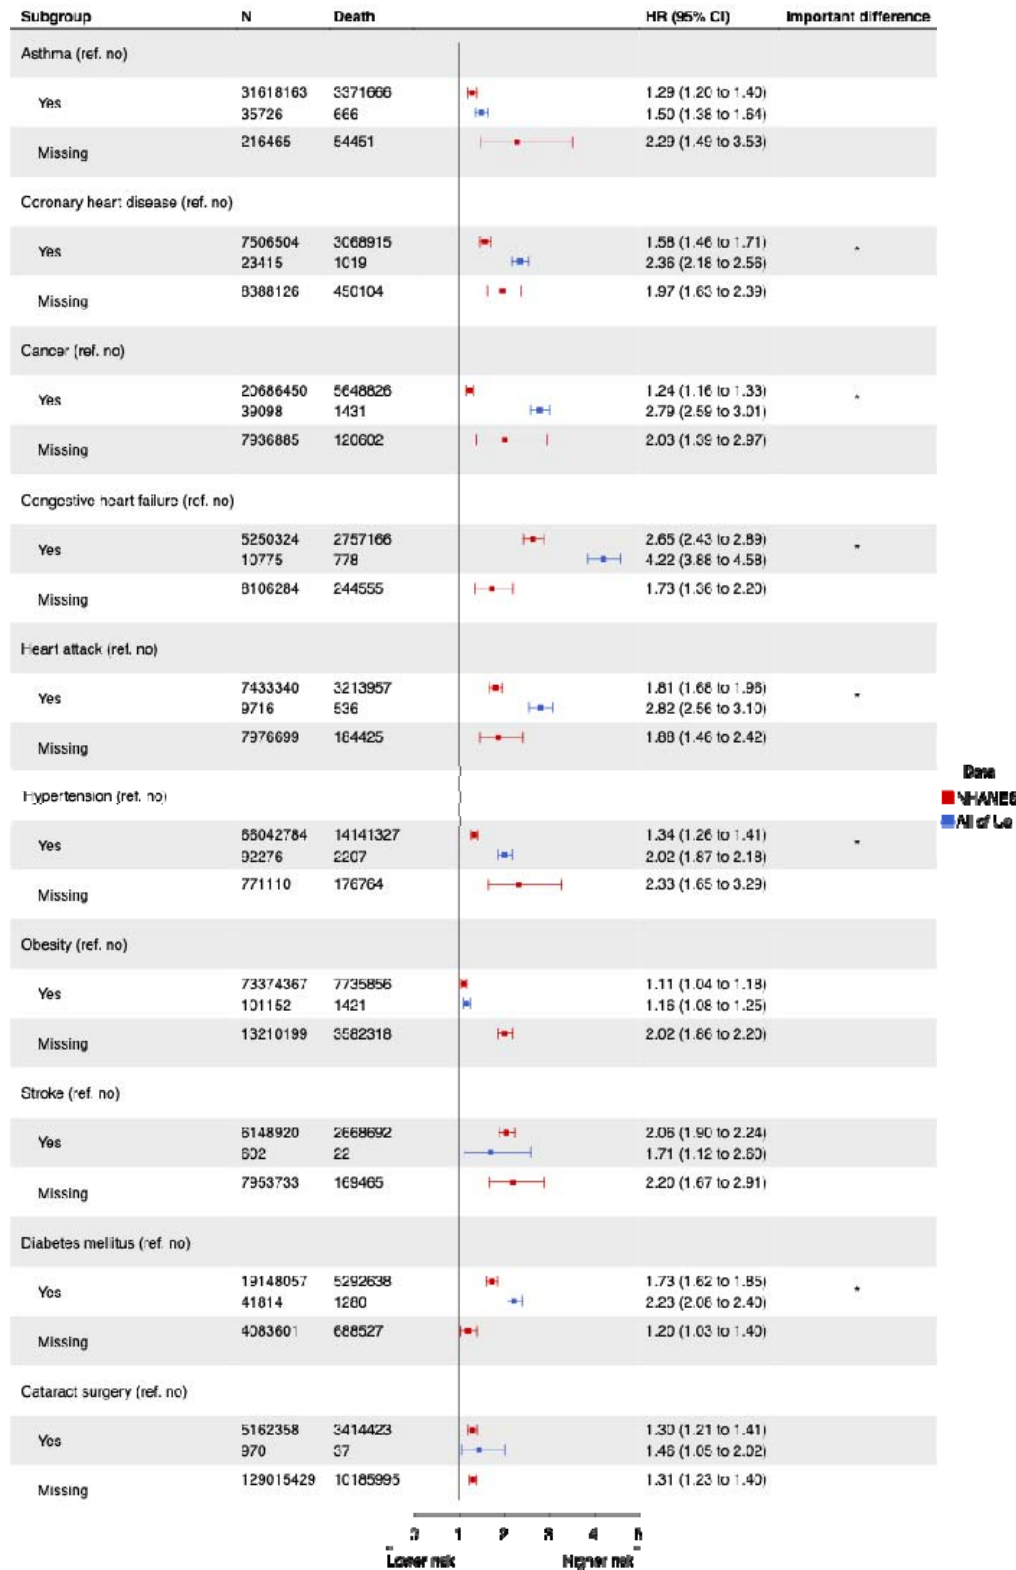 Subgroup N Death HR (95% CI) Important difference
Asthma (ref. no)
Yes 31618163 3371666 1.29 (1.20 to 1.40)
35726 666 1.50 (1.38 to 1.64)
Missing 216465 54451 2.29 (1.49 to 3.53)
Coronary heart disease (ref. no)
Yes 7506504 3068915 1.58 (1.46 to 1.71) *
23415 1019 2.36 (2.18 to 2.56)
Missing 8388126 450104 1.97 (1.63 to 2.39)
Cancer (ref. no)
Yes 20686450 5648826 1.24 (1.16 to 1.33) *
39098 1431 2.79 (2.59 to 3.01)
Missing 7936885 120602 2.03 (1.39 to 2.97)
Congestive heart failure (ref. no)
Yes 5250324 2757166 2.65 (2.43 to 2.89) *
10775 778 4.22 (3.88 to 4.58)
Missing 8106284 244555 1.73 (1.36 to 2.20)
Heart attack (ref. no)
Yes 7433340 3213957 1.81 (1.68 to 1.96) *
9716 536 2.82 (2.56 to 3.10)
Missing 7976699 184425 1.88 (1.46 to 2.42)
Data
Hypertension (ref. no)
NHANES
All of Us
Yes 66042784 14141327 1.34 (1.26 to 1.41) *
92276 2207 2.02 (1.87 to 2.18)
Missing 771110 176764 2.33 (1.65 to 3.29)
Obesity (ref. no)
Yes 73374367 7735856 1.11 (1.04 to 1.18)
101152 1421 1.16 (1.08 to 1.25)
Missing 13210199 3582318 2.02 (1.86 to 2.20)
Stroke (ref. no)
Yes 6148920 2668692 2.06 (1.90 to 2.24)
602 22 1.71 (1.12 to 2.60)
Missing 7953733 169465 2.20 (1.67 to 2.91)
Diabetes mellitus (ref. no)
Yes 19148057 5292638 1.73 (1.62 to 1.85) *
41814 1280 2.23 (2.06 to 2.40)
Missing 4083601 688527 1.20 (1.03 to 1.40)
Cataract surgery (ref. no)
Yes 5162358 3414423 1.30 (1.21 to 1.41)
970 37 1.46 (1.05 to 2.02)
Missing 129015429 10185995 1.31 (1.23 to 1.40)
0 1 2 3 4 5
Lower risk Higher risk